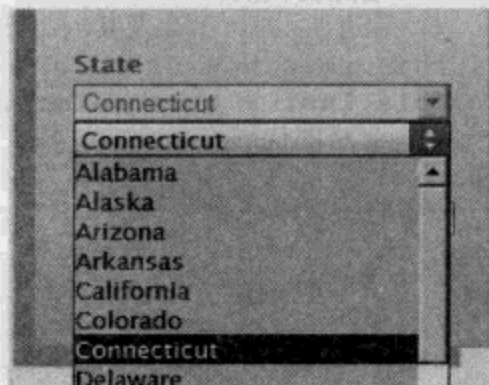 State
Connecticut
Connecticut
Alabama
Alaska
Arizona
Arkansas
California
Colorado
Connecticut
Delaware